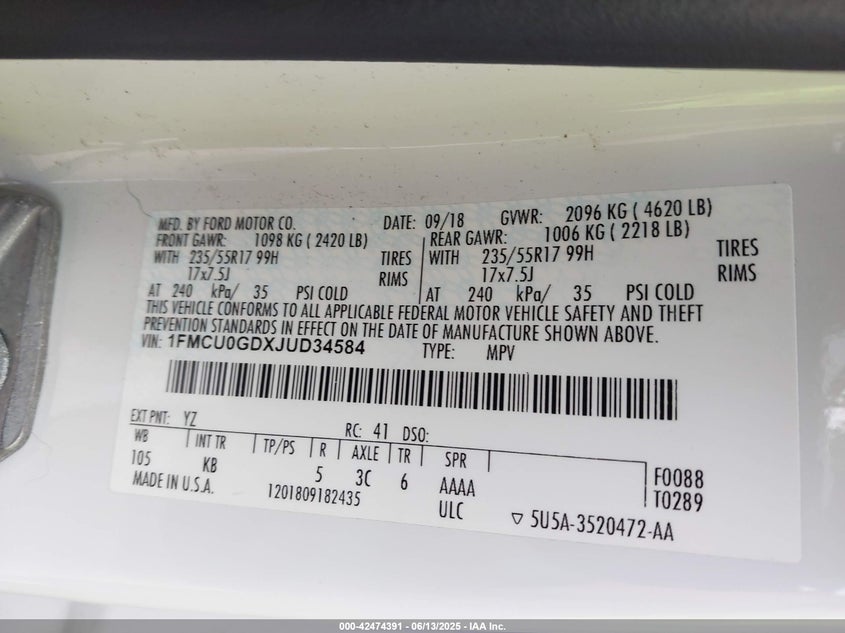 MFD. BY FORD MOTOR CO. DATE: 09/18 GVWR: 2096 KG ( 4620 LB)
FRONT GAWR: 1098 KG ( 2420 LB) REAR GAWR: 1006 KG ( 2218 LB)
WITH 235/55R17 99H TIRES WITH 235/55R17 99H TIRES
17x7.5J RIMS 17x7.5J RIMS
AT 240 kPa/ 35 PSI COLD AT 240 kPa/ 35 PSI COLD
THIS VEHICLE CONFORMS TO ALL APPLICABLE FEDERAL MOTOR VEHICLE SAFETY AND THEFT
PREVENTION STANDARDS IN EFFECT ON THE DATE OF MANUFACTURE SHOWN ABOVE.
VIN: 1FMCU0GDXJUD34584 TYPE: MPV
EXT PNT: YZ RC: 41 DSO:
WB INT TR TP/PS R AXLE TR SPR
105 KB 5 3C 6 AAAA F0088
MADE IN U.S.A. 1201809182435 ULC T0289
5U5A-3520472-AA
000-42474391 - 06/13/2025 - IAA Inc.